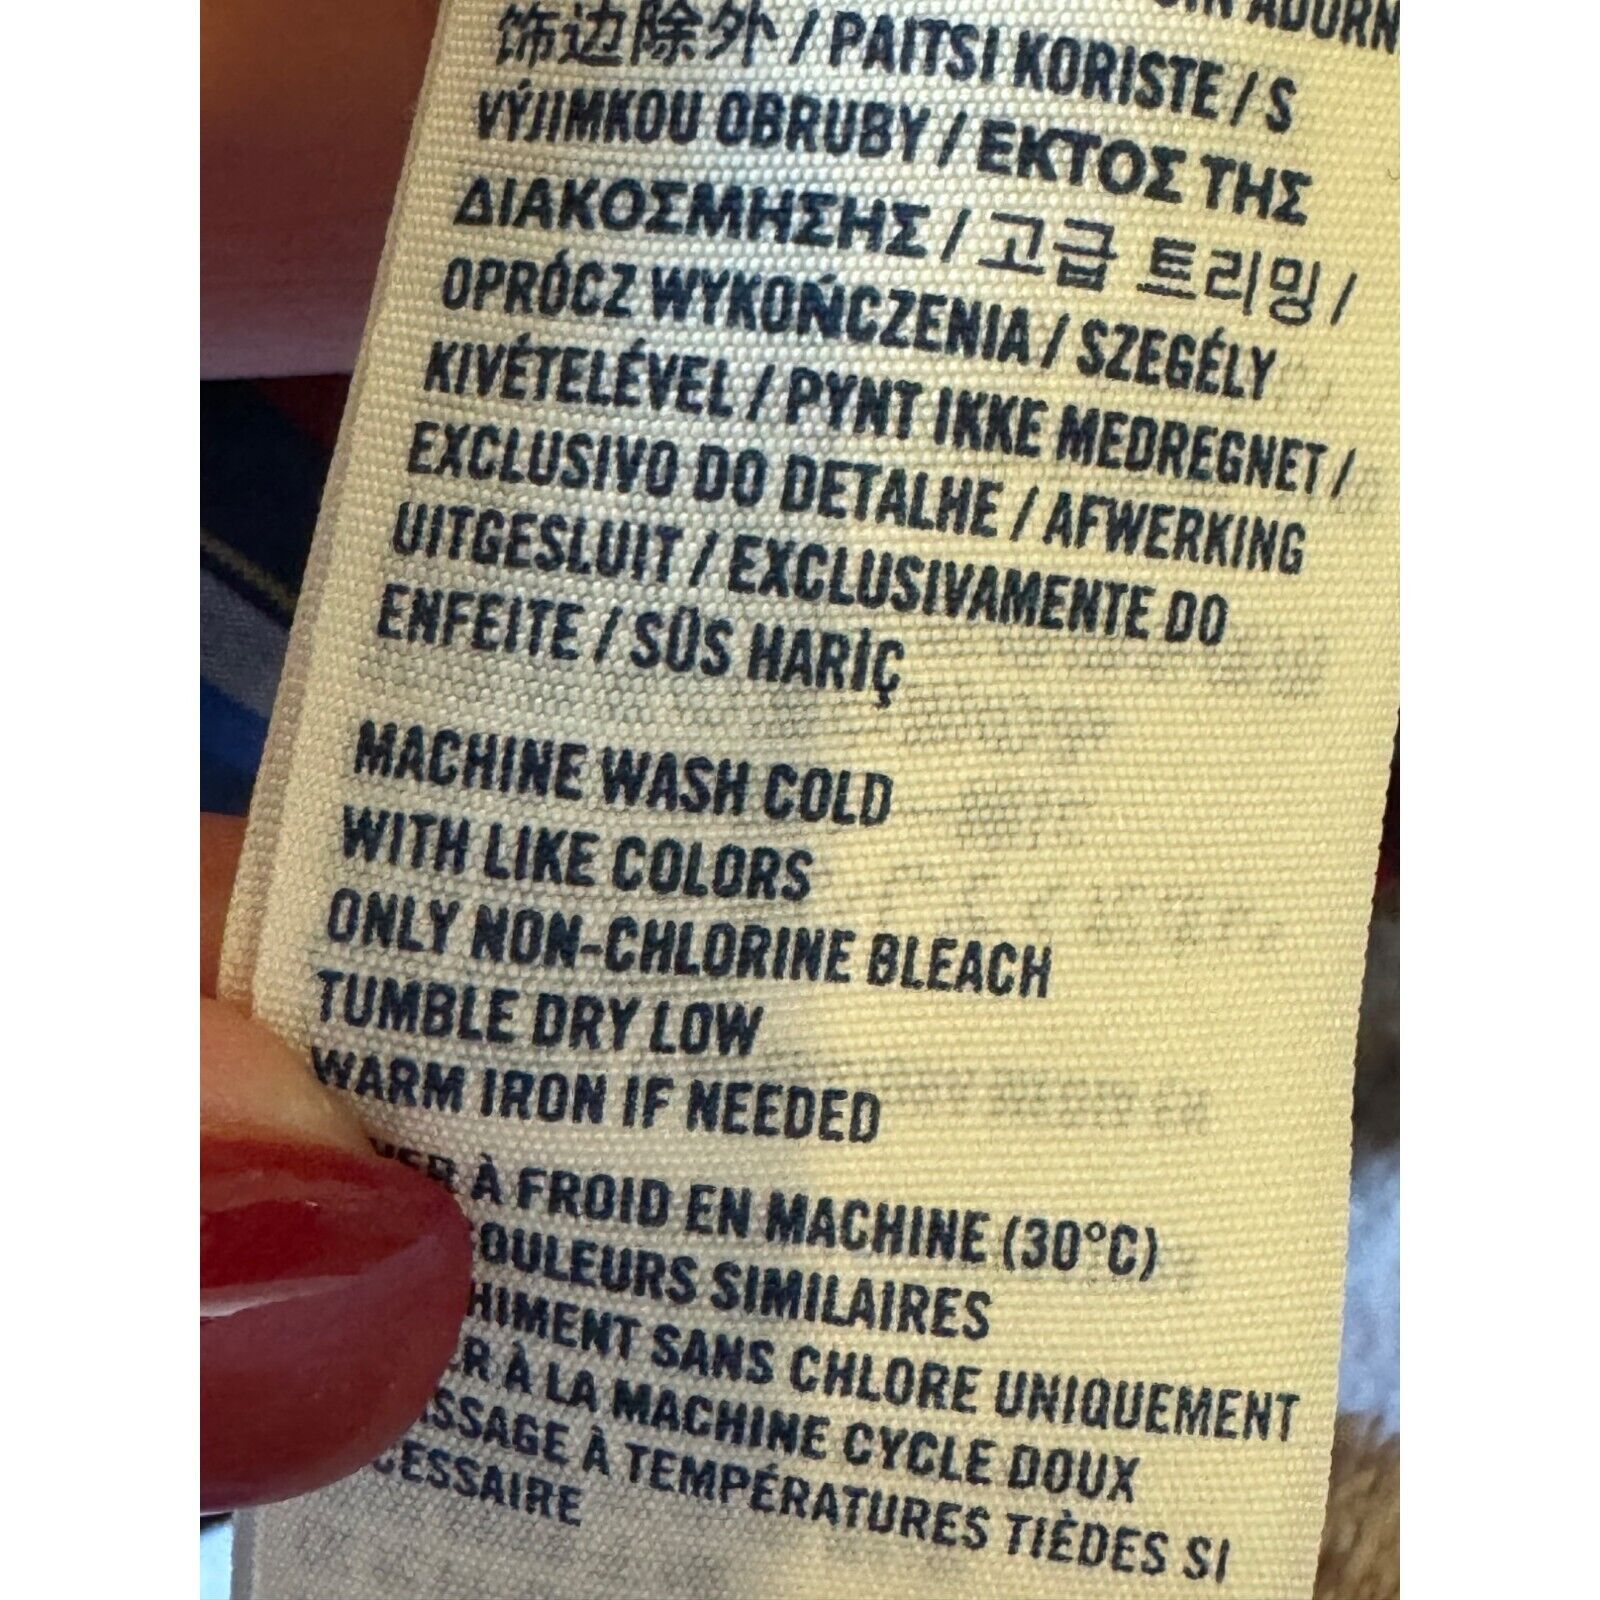 ADORN
饰边除外 / PAITSI KORISTE / S
VÝJIMKOU OBRUBY / ΕΚΤΟΣ ΤΗΣ
ΔΙΑΚΟΣΜΗΣΗΣ / 고급 트리밍 /
OPRÓCZ WYKOŃCZENIA / SZEGÉLY
KIVÉTELÉVEL / PYNT IKKE MEDREGNET /
EXCLUSIVO DO DETALHE / AFWERKING
UITGESLUIT / EXCLUSIVAMENTE DO
ENFEITE / SÜS HARİÇ
MACHINE WASH COLD
WITH LIKE COLORS
ONLY NON-CHLORINE BLEACH
TUMBLE DRY LOW
WARM IRON IF NEEDED
À FROID EN MACHINE (30°C)
OULEURS SIMILAIRES
HIMENT SANS CHLORE UNIQUEMENT
R À LA MACHINE CYCLE DOUX
SSAGE À TEMPÉRATURES TIÈDES SI
CESSAIRE